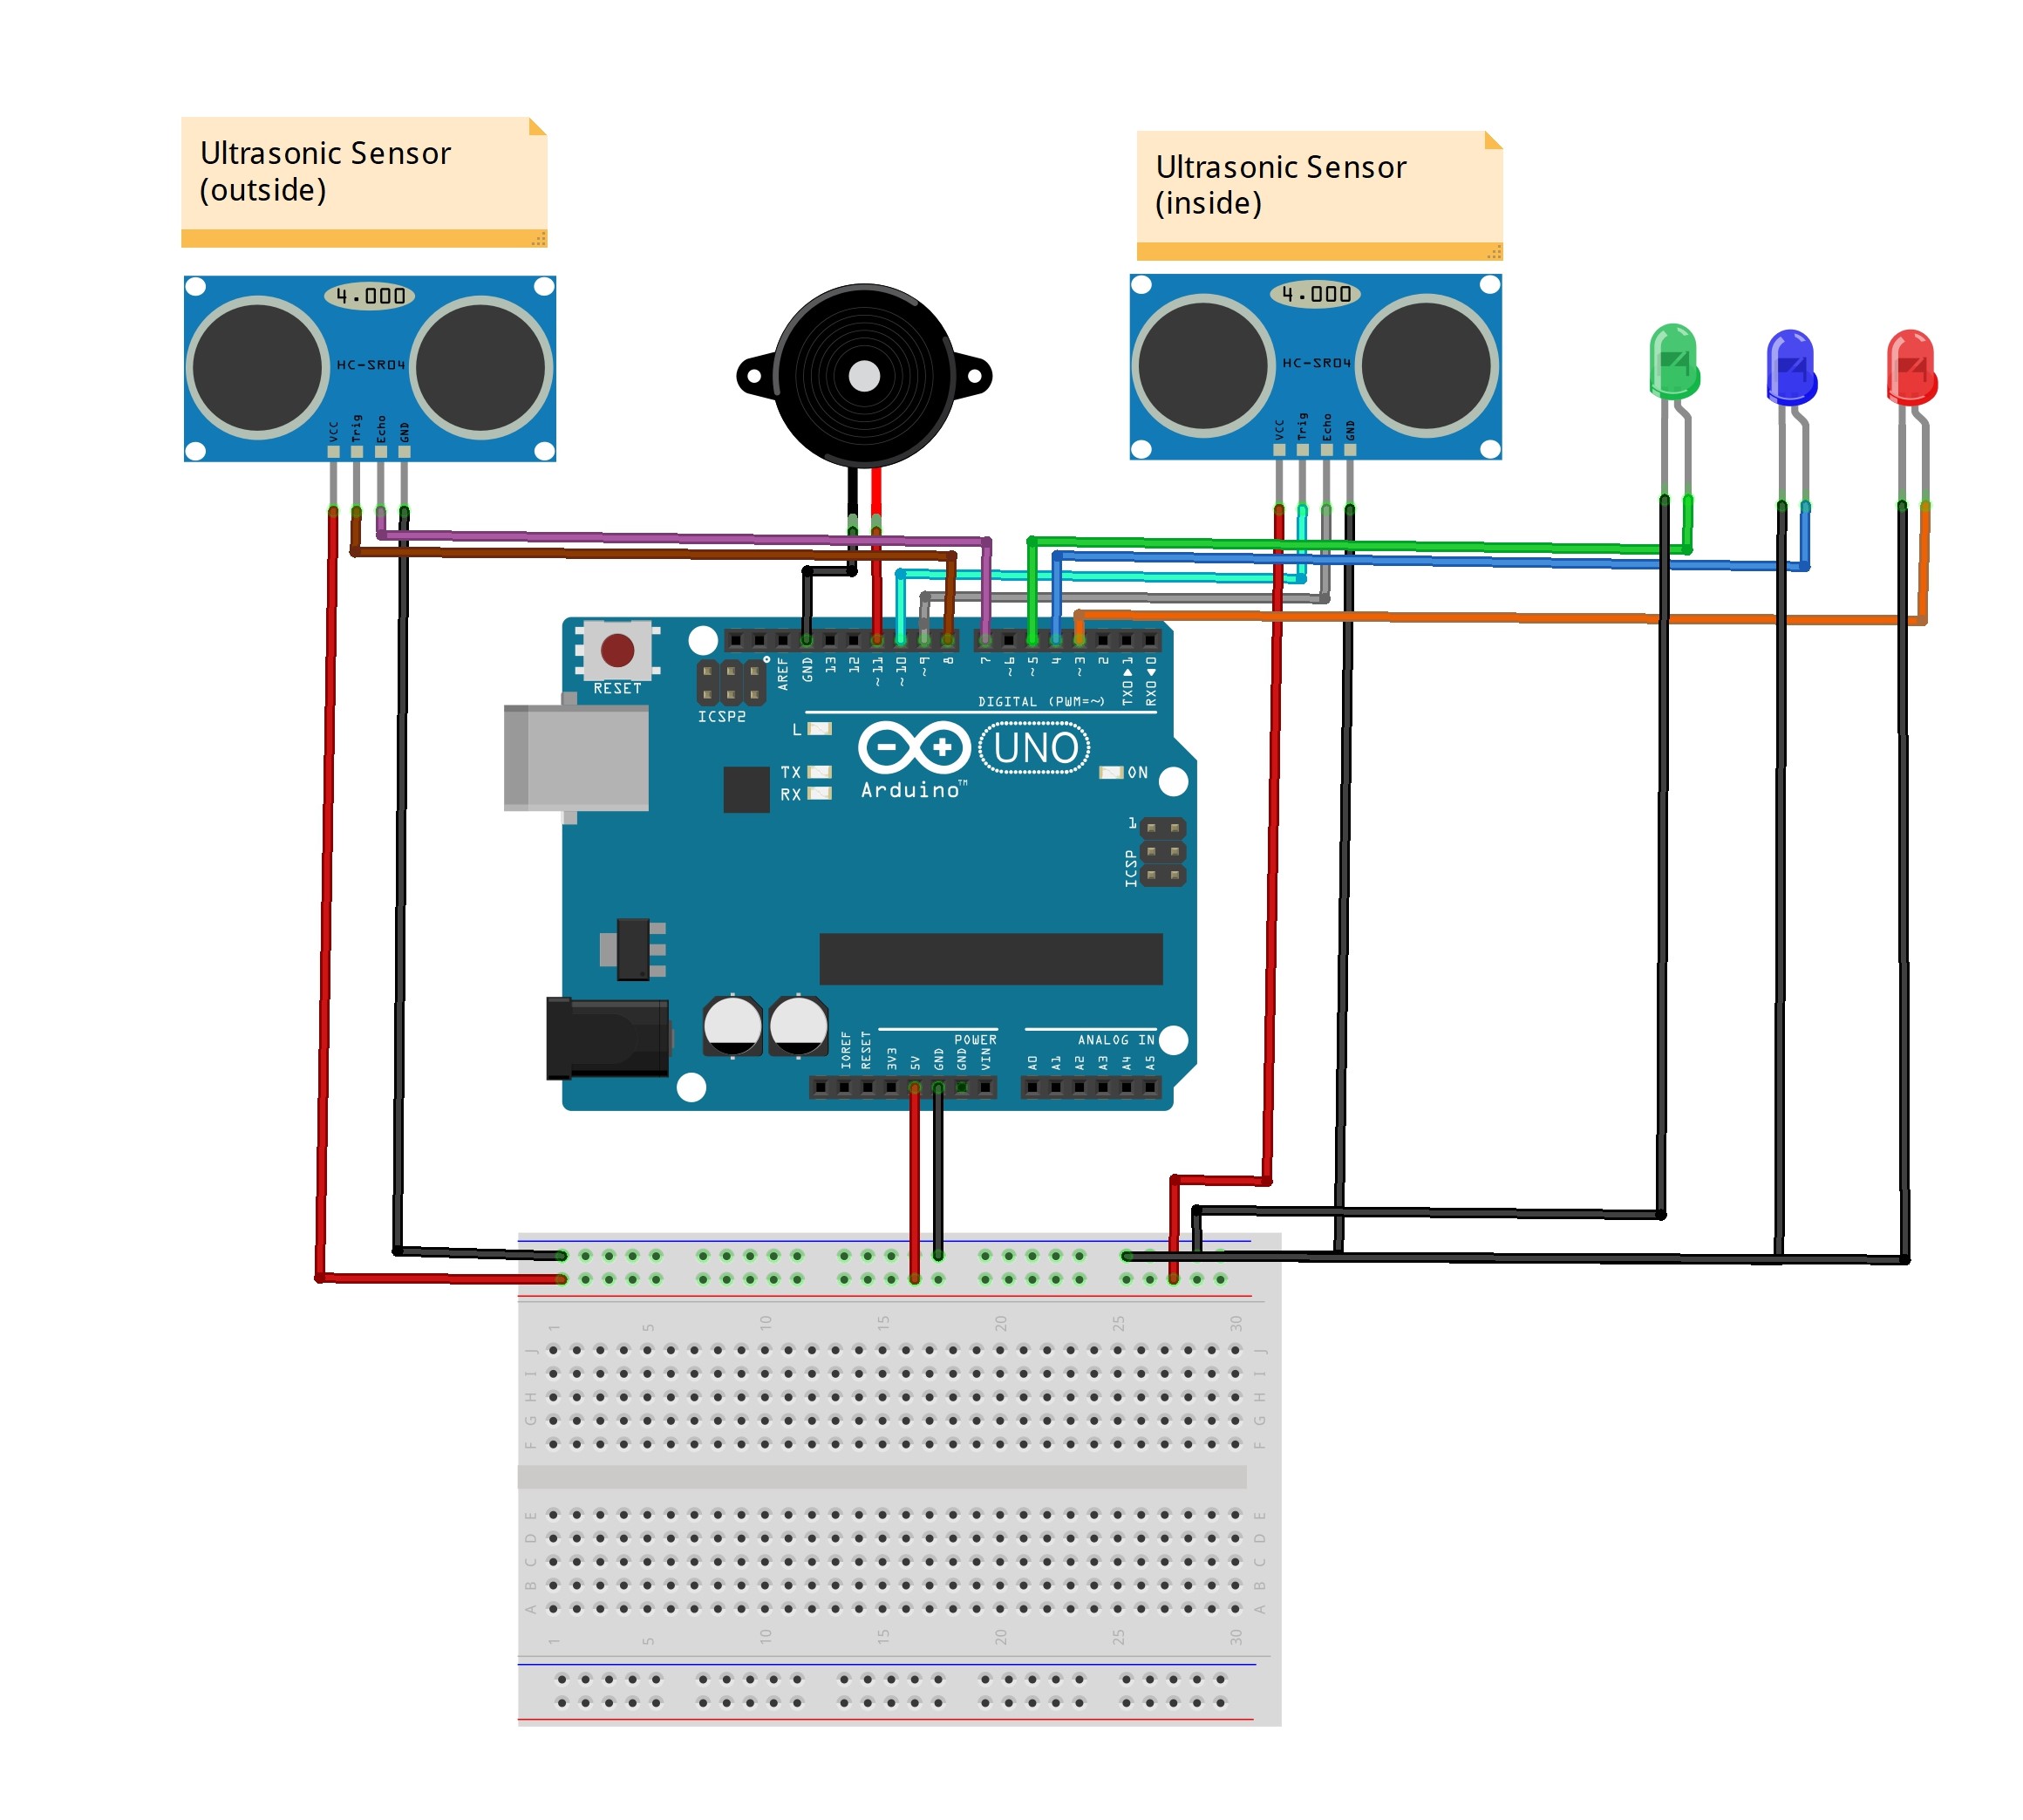 Ultrasonic Sensor
(outside)
Ultrasonic Sensor
(inside)
4.000
HC-SR04
VCC
Trig
Echo
GND
4.000
HC-SR04
VCC
Trig
Echo
GND
RESET
ICSP2
AREF
GND
13
12
~11
~10
~9
8
7
~6
~5
4
~3
2
TX0▶1
RX0◀0
DIGITAL (PWM=~)
L
TX
RX
Arduino™
UNO
ON
1
ICSP
IOREF
RESET
3V3
5V
GND
GND
VIN
POWER
ANALOG IN
A0
A1
A2
A3
A4
A5
1 5 10 15 20 25 30
J J
I I
H H
G G
F F
E E
D D
C C
B B
A A
1 5 10 15 20 25 30